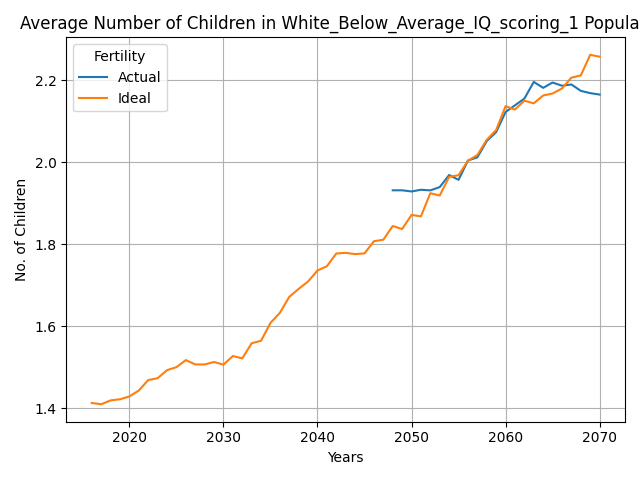 Average Number of Children in White_Below_Average_IQ_scoring_1 Popula
Fertility
Actual
Ideal
2.2
2.0
1.8
1.6
1.4
No. of Children
2020 2030 2040 2050 2060 2070
Years